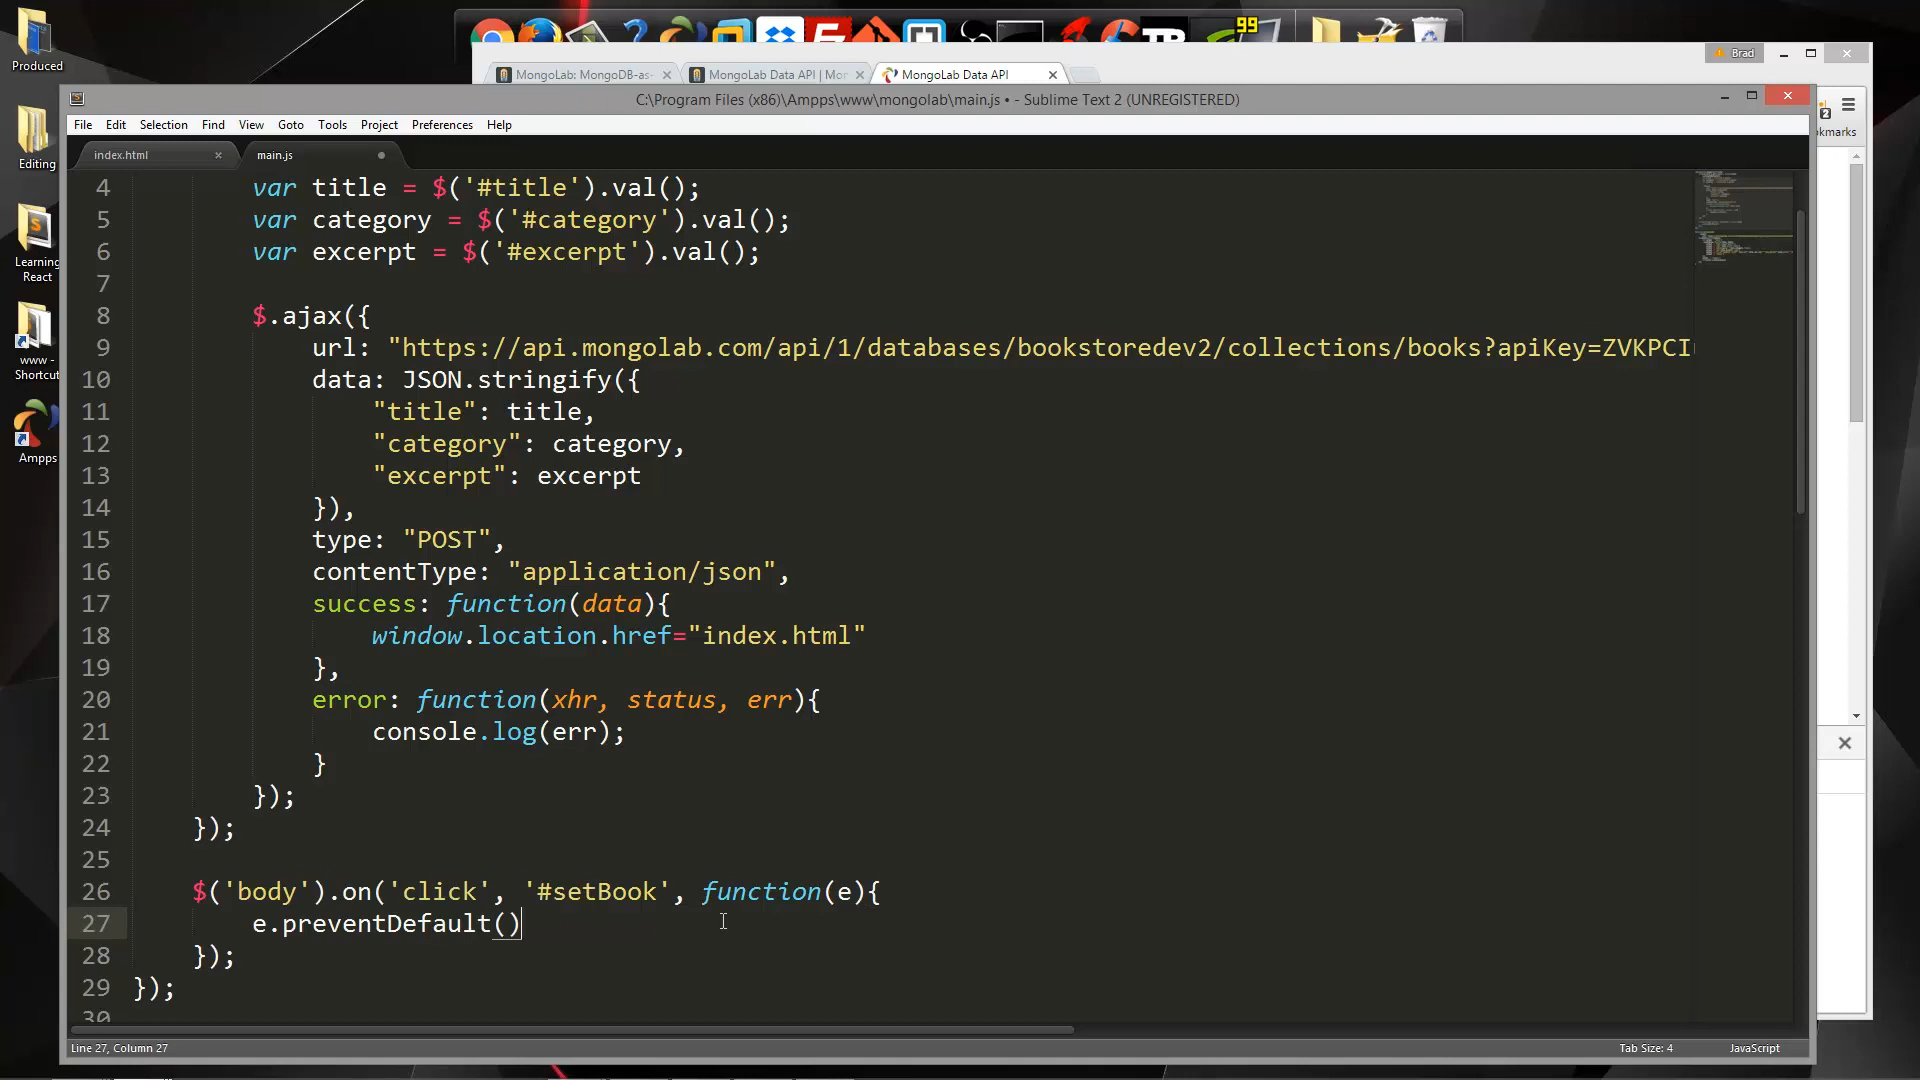 Produced
Editing
Learning
React
www -
Shortcut
Ampps
99
Brad
MongoLab: MongoDB-as-
MongoLab Data API | Mor
MongoLab Data API
C:\Program Files (x86)\Ampps\www\mongolab\main.js • - Sublime Text 2 (UNREGISTERED)
File Edit Selection Find View Goto Tools Project Preferences Help
2
kmarks
index.html
main.js
4 var title = $('#title').val();
5 var category = $('#category').val();
6 var excerpt = $('#excerpt').val();
7
8 $.ajax({
9 url: "https://api.mongolab.com/api/1/databases/bookstoredev2/collections/books?apiKey=ZVKPCI
10 data: JSON.stringify({
11 "title": title,
12 "category": category,
13 "excerpt": excerpt
14 }),
15 type: "POST",
16 contentType: "application/json",
17 success: function(data){
18 window.location.href="index.html"
19 },
20 error: function(xhr, status, err){
21 console.log(err);
22 }
23 });
24 });
25
26 $('body').on('click', '#setBook', function(e){
27 e.preventDefault()
28 });
29 });
30
Line 27, Column 27
Tab Size: 4
JavaScript